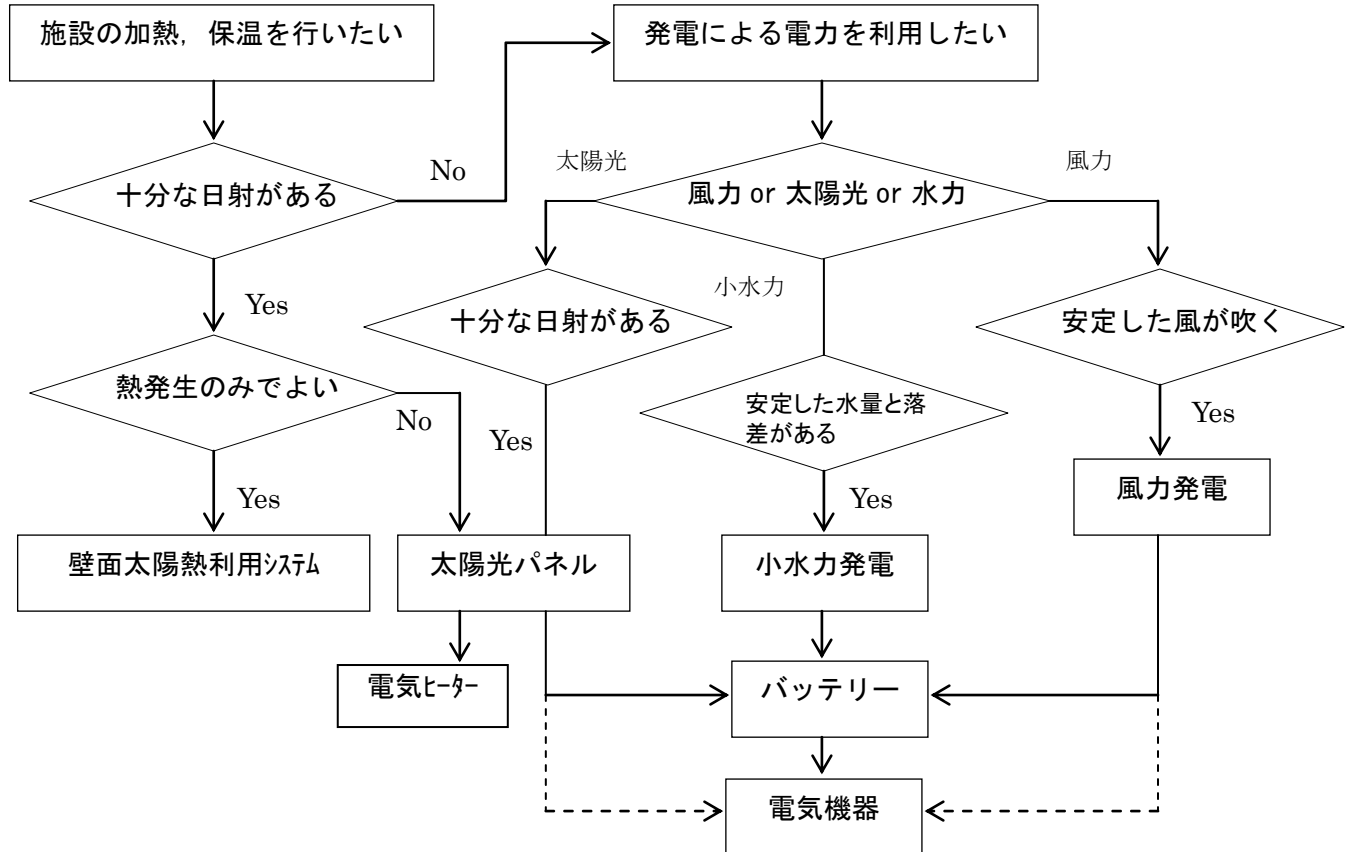 施設の加熱，保温を行いたい
発電による電力を利用したい
十分な日射がある
No
太陽光
風力
風力 or 太陽光 or 水力
小水力
Yes
十分な日射がある
安定した風が吹く
熱発生のみでよい
No
Yes
安定した水量と落
差がある
Yes
Yes
Yes
風力発電
壁面太陽熱利用ｼｽﾃﾑ
太陽光パネル
小水力発電
電気ﾋｰﾀｰ
バッテリー
電気機器